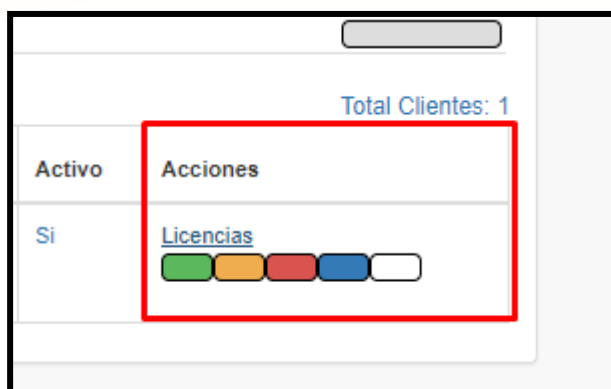 Total Clientes: 1
Activo Acciones
Si Licencias